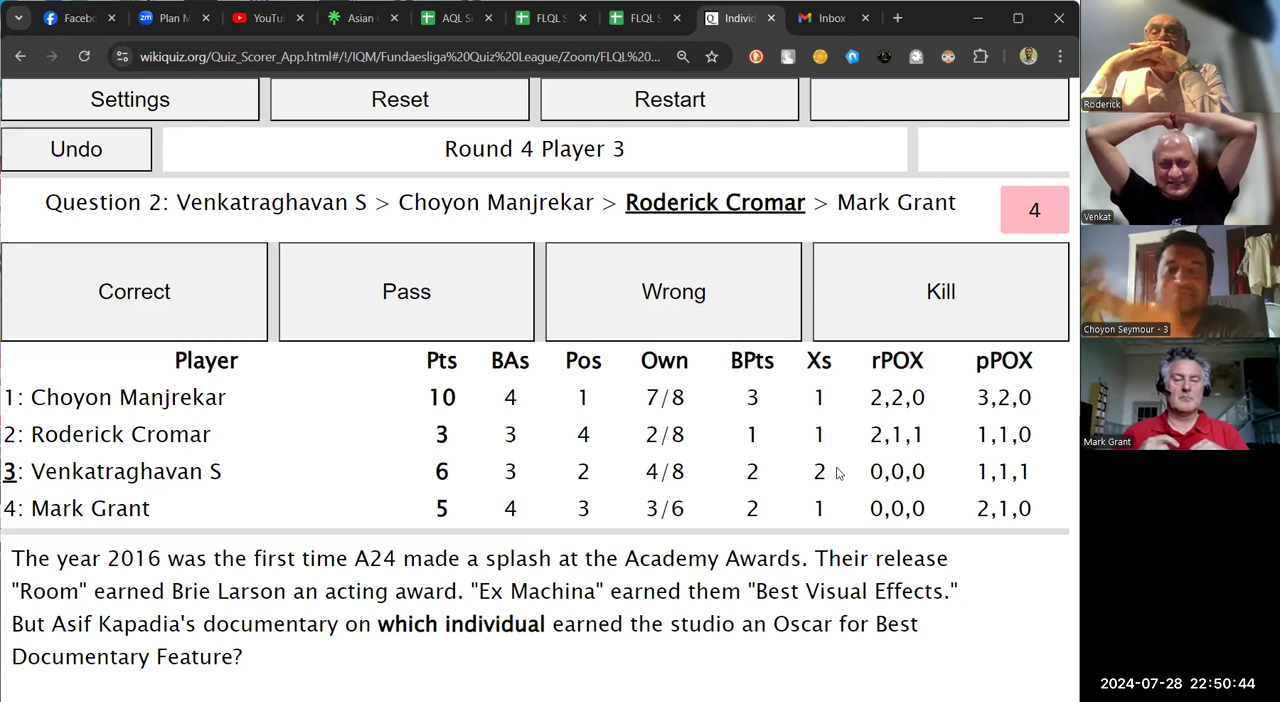 Facebo
Plan M
YouTu
Asian
AQL S
FLQL S
FLQL S
Individ
Inbox
wikiquiz.org/Quiz_Scorer_App.html#/!/IQM/Fundaesliga%20Quiz%20League/Zoom/FLQL%20...
Settings Reset Restart
Undo Round 4 Player 3
Question 2: Venkatraghavan S > Choyon Manjrekar > Roderick Cromar > Mark Grant 4
Correct Pass Wrong Kill
Player Pts BAs Pos Own BPts Xs rPOX pPOX
1: Choyon Manjrekar 10 4 1 7/8 3 1 2,2,0 3,2,0
2: Roderick Cromar 3 3 4 2/8 1 1 2,1,1 1,1,0
3: Venkatraghavan S 6 3 2 4/8 2 2 0,0,0 1,1,1
4: Mark Grant 5 4 3 3/6 2 1 0,0,0 2,1,0
The year 2016 was the first time A24 made a splash at the Academy Awards. Their release
"Room" earned Brie Larson an acting award. "Ex Machina" earned them "Best Visual Effects."
But Asif Kapadia's documentary on which individual earned the studio an Oscar for Best
Documentary Feature?
Roderick
Venkat
Choyon Seymour - 3
Mark Grant
2024-07-28 22:50:44